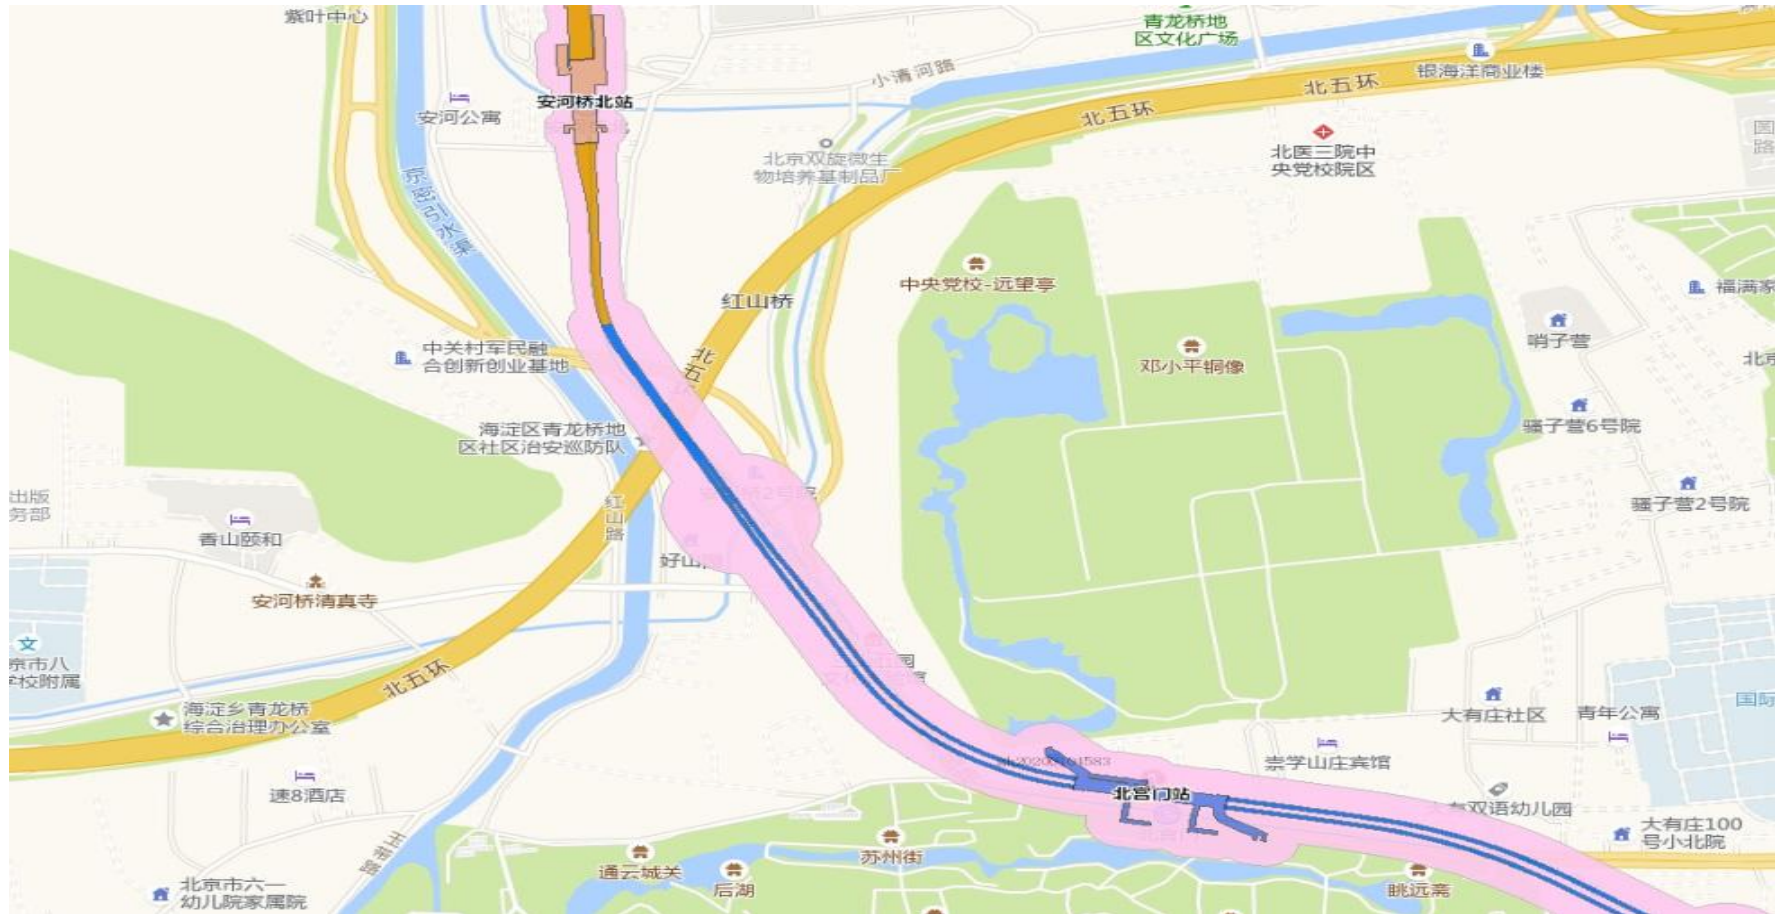 紫叶中心
青龙桥地
区文化广场
银海洋商业楼
小清河路
北五环
北五环
安河桥北站
安河公寓
北医三院中
央党校院区
北京双旋微生
物培养基制品厂
京密引水渠
中央党校-远望亭
红山桥
福满家
哨子营
中关村军民融
合创新创业基地
北五
邓小平铜像
北京
海淀区青龙桥地
区社区治安巡防队
骚子营6号院
出版
务部
红山路
骚子营2号院
香山颐和
好山
安河桥清真寺
京市八
学校附属
北五环
园
海淀乡青龙桥
综合治理办公室
大有庄社区
青年公寓
国际
崇学山庄宾馆
北宫门站
速8酒店
双语幼儿园
大有庄100
号小北院
苏州街
通云城关
后湖
眺远斋
北京市六一
幼儿院家属院